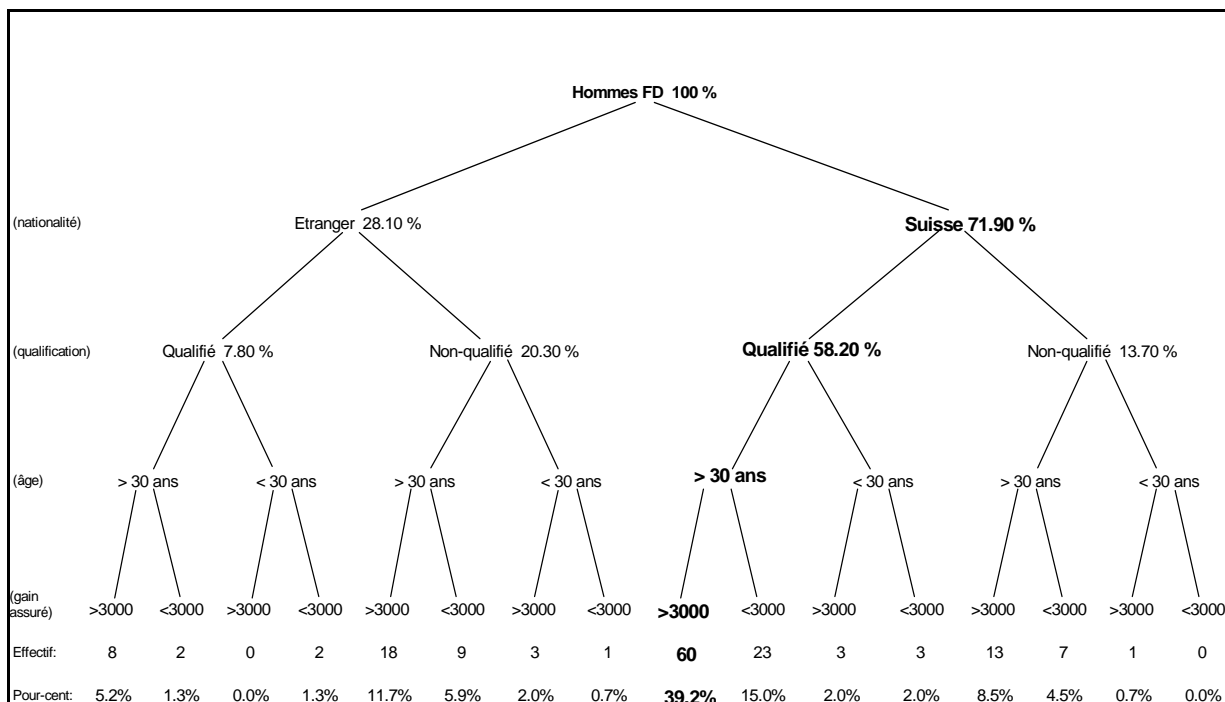 Hommes FD 100 %
(nationalité) Etranger 28.10 % Suisse 71.90 %
(qualification) Qualifié 7.80 % Non-qualifié 20.30 % Qualifié 58.20 % Non-qualifié 13.70 %
(âge) > 30 ans < 30 ans > 30 ans < 30 ans > 30 ans < 30 ans > 30 ans < 30 ans
(gain
assuré) >3000 <3000 >3000 <3000 >3000 <3000 >3000 <3000 >3000 <3000 >3000 <3000 >3000 <3000 >3000 <3000
Effectif: 8 2 0 2 18 9 3 1 60 23 3 3 13 7 1 0
Pour-cent: 5.2% 1.3% 0.0% 1.3% 11.7% 5.9% 2.0% 0.7% 39.2% 15.0% 2.0% 2.0% 8.5% 4.5% 0.7% 0.0%